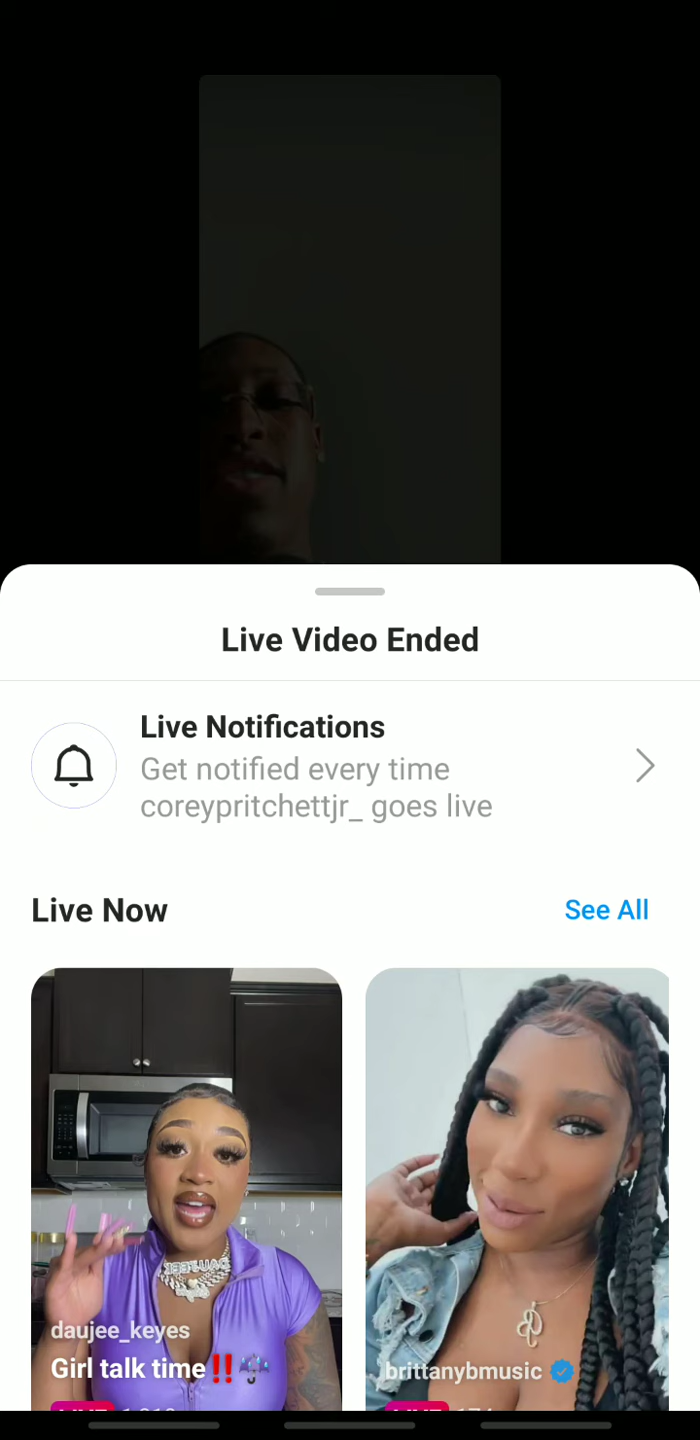 Live Video Ended
Live Notifications
Get notified every time
coreypritchettjr_ goes live
Live Now
See All
daujee_keyes
Girl talk time‼️☔
brittanybmusic